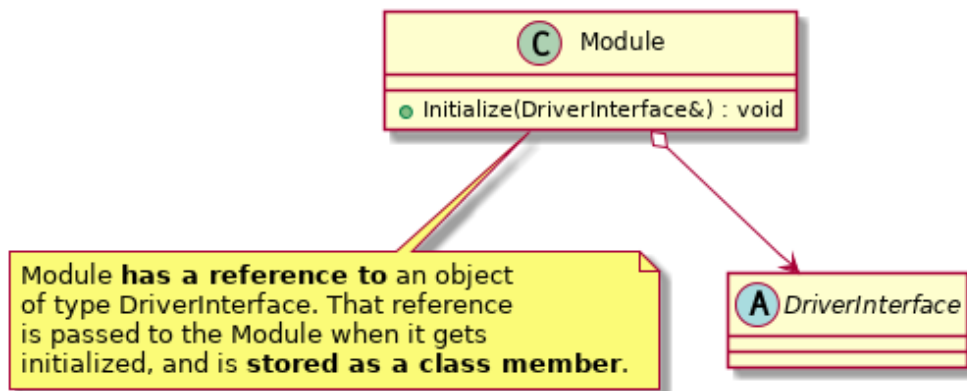 C Module
Initialize(DriverInterface&) : void
Module has a reference to an object
of type DriverInterface. That reference
is passed to the Module when it gets
initialized, and is stored as a class member.
A DriverInterface